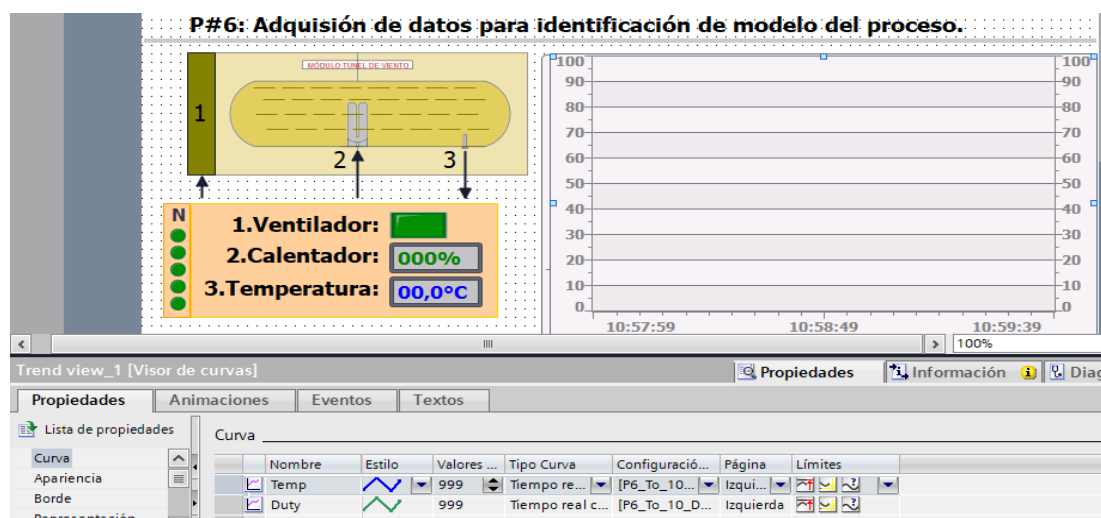 P#6: Adquisión de datos para identificación de modelo del proceso.
MÓDULO TUNEL DE VIENTO
1
2
3
N
1.Ventilador:
2.Calentador: 000%
3.Temperatura: 00,0°C
100 100
90 90
80 80
70 70
60 60
50 50
40 40
30 30
20 20
10 10
0 0
10:57:59 10:58:49 10:59:39
100%
Trend view_1 [Visor de curvas]
Propiedades Información Diag
Propiedades Animaciones Eventos Textos
Lista de propiedades
Curva
Apariencia
Borde
Curva
Nombre Estilo Valores ... Tipo Curva Configuració... Página Límites
Temp 999 Tiempo re... [P6_To_10... Izqui...
Duty 999 Tiempo real c... [P6_To_10_D... Izquierda